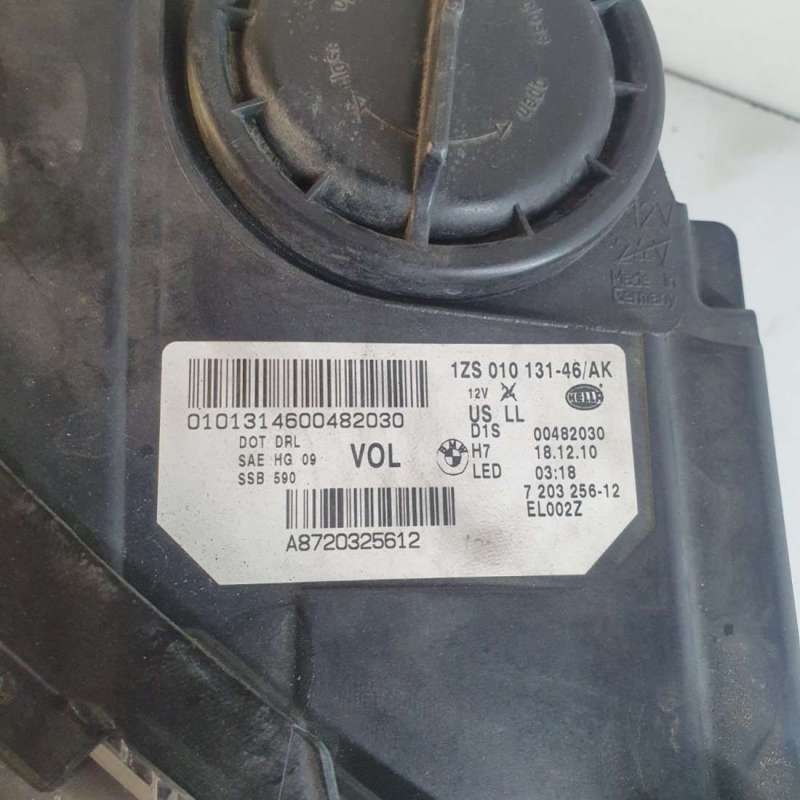 12V
Made in
Germany
1ZS 010 131-46/AK
12V
HELLA
0101314600482030
US LL
DOT DRL
SAE HG 09
SSB 590
VOL
D1S
H7
LED
00482030
18.12.10
03:18
7 203 256-12
EL002Z
A8720325612